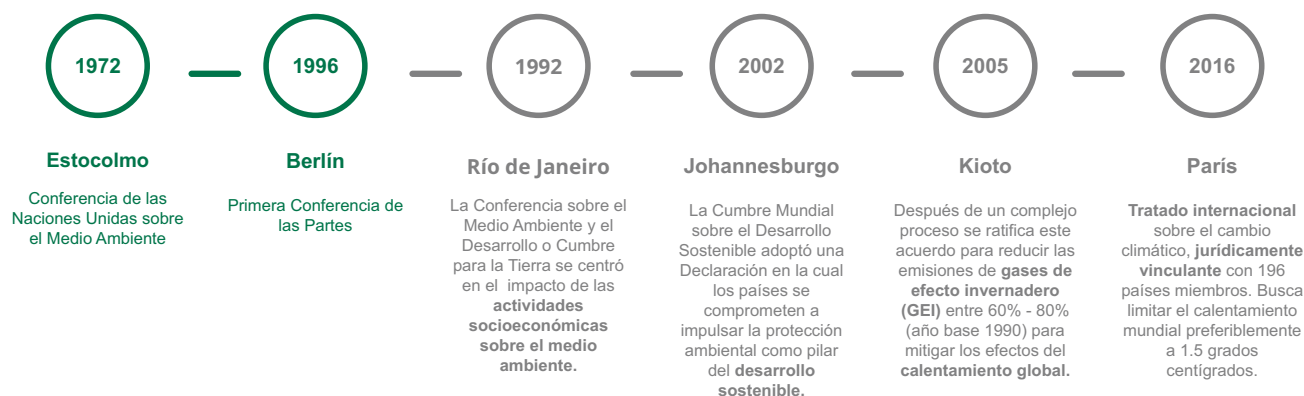 1972
Estocolmo
Conferencia de las
Naciones Unidas sobre
el Medio Ambiente
1996
Berlín
Primera Conferencia de
las Partes
1992
Río de Janeiro
La Conferencia sobre el
Medio Ambiente y el
Desarrollo o Cumbre
para la Tierra se centró
en el impacto de las
actividades
socioeconómicas
sobre el medio
ambiente.
2002
Johannesburgo
La Cumbre Mundial
sobre el Desarrollo
Sostenible adoptó una
Declaración en la cual
los países se
comprometen a
impulsar la protección
ambiental como pilar
del desarrollo
sostenible.
2005
Kioto
Después de un complejo
proceso se ratifica este
acuerdo para reducir las
emisiones de gases de
efecto invernadero
(GEI) entre 60% - 80%
(año base 1990) para
mitigar los efectos del
calentamiento global.
2016
París
Tratado internacional
sobre el cambio
climático, jurídicamente
vinculante con 196
países miembros. Busca
limitar el calentamiento
mundial preferiblemente
a 1.5 grados
centígrados.